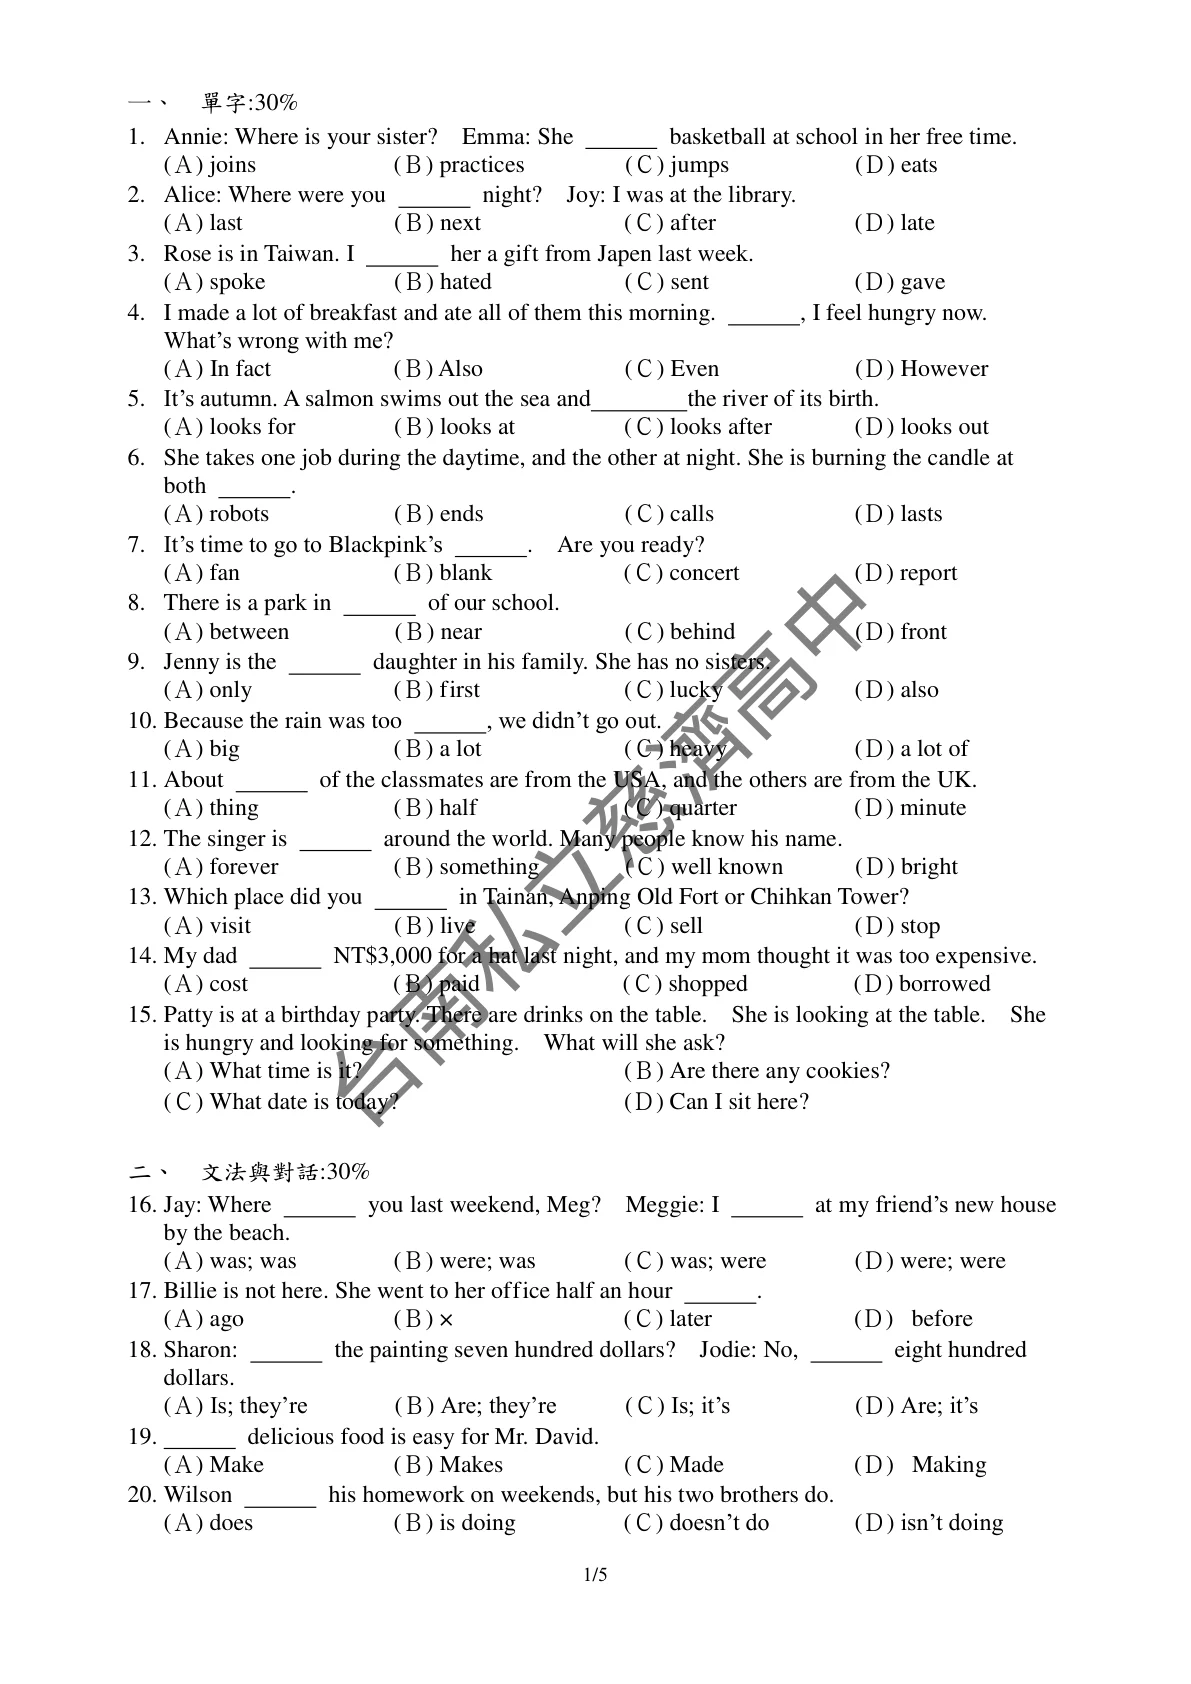 一、 單字:30%
1. Annie: Where is your sister? Emma: She ______ basketball at school in her free time.
(A) joins (B) practices (C) jumps (D) eats
2. Alice: Where were you ______ night? Joy: I was at the library.
(A) last (B) next (C) after (D) late
3. Rose is in Taiwan. I ______ her a gift from Japen last week.
(A) spoke (B) hated (C) sent (D) gave
4. I made a lot of breakfast and ate all of them this morning. ______, I feel hungry now.
What's wrong with me?
(A) In fact (B) Also (C) Even (D) However
5. It's autumn. A salmon swims out the sea and________the river of its birth.
(A) looks for (B) looks at (C) looks after (D) looks out
6. She takes one job during the daytime, and the other at night. She is burning the candle at
both ______.
(A) robots (B) ends (C) calls (D) lasts
7. It's time to go to Blackpink's ______. Are you ready?
(A) fan (B) blank (C) concert (D) report
8. There is a park in ______ of our school.
(A) between (B) near (C) behind (D) front
9. Jenny is the ______ daughter in his family. She has no sisters.
(A) only (B) first (C) lucky (D) also
10. Because the rain was too ______, we didn't go out.
(A) big (B) a lot (C) heavy (D) a lot of
11. About ______ of the classmates are from the USA, and the others are from the UK.
(A) thing (B) half (C) quarter (D) minute
12. The singer is ______ around the world. Many people know his name.
(A) forever (B) something (C) well known (D) bright
13. Which place did you ______ in Tainan, Anping Old Fort or Chihkan Tower?
(A) visit (B) live (C) sell (D) stop
14. My dad ______ NT$3,000 for a hat last night, and my mom thought it was too expensive.
(A) cost (B) paid (C) shopped (D) borrowed
15. Patty is at a birthday party. There are drinks on the table. She is looking at the table. She
is hungry and looking for something. What will she ask?
(A) What time is it? (B) Are there any cookies?
(C) What date is today? (D) Can I sit here?
二、 文法與對話:30%
16. Jay: Where ______ you last weekend, Meg? Meggie: I ______ at my friend's new house
by the beach.
(A) was; was (B) were; was (C) was; were (D) were; were
17. Billie is not here. She went to her office half an hour ______.
(A) ago (B) × (C) later (D) before
18. Sharon: ______ the painting seven hundred dollars? Jodie: No, ______ eight hundred
dollars.
(A) Is; they're (B) Are; they're (C) Is; it's (D) Are; it's
19. ______ delicious food is easy for Mr. David.
(A) Make (B) Makes (C) Made (D) Making
20. Wilson ______ his homework on weekends, but his two brothers do.
(A) does (B) is doing (C) doesn't do (D) isn't doing
1/5
台南私立慈濟高中